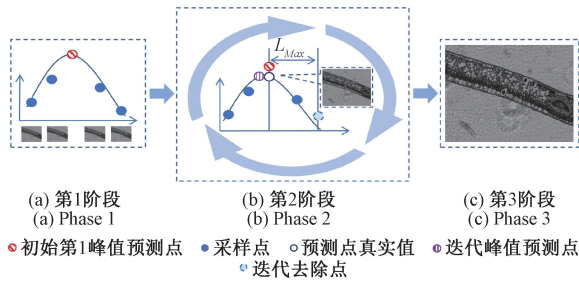 L_Max
(a) 第1阶段 (b) 第2阶段 (c) 第3阶段
(a) Phase 1 (b) Phase 2 (c) Phase 3
初始第1峰值预测点 采样点 预测点真实值 迭代峰值预测点
迭代去除点